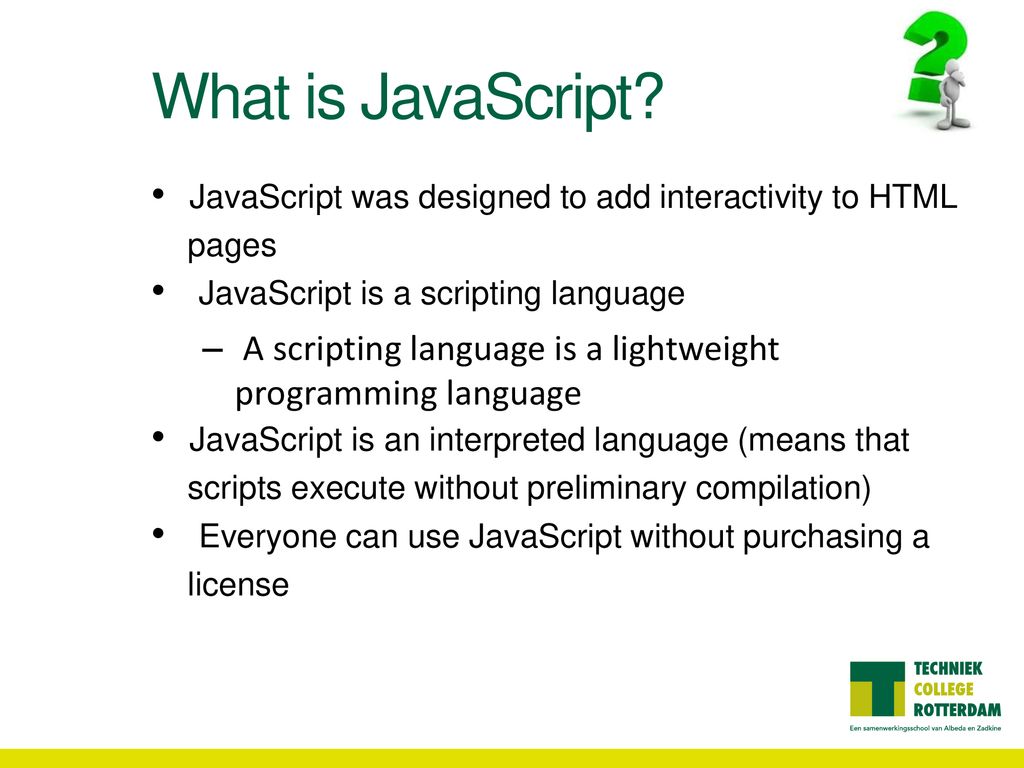 What is JavaScript?
• JavaScript was designed to add interactivity to HTML
pages
• JavaScript is a scripting language
– A scripting language is a lightweight
programming language
• JavaScript is an interpreted language (means that
scripts execute without preliminary compilation)
• Everyone can use JavaScript without purchasing a
license
TECHNIEK
COLLEGE
ROTTERDAM
Een samenwerkingsschool van Albeda en Zadkine